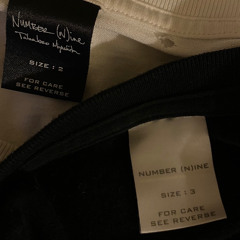 NUMBER (N)INE
Takahiro Miyashita
SIZE : 2
FOR CARE
SEE REVERSE
NUMBER (N)INE
SIZE : 3
FOR CARE
SEE REVERSE